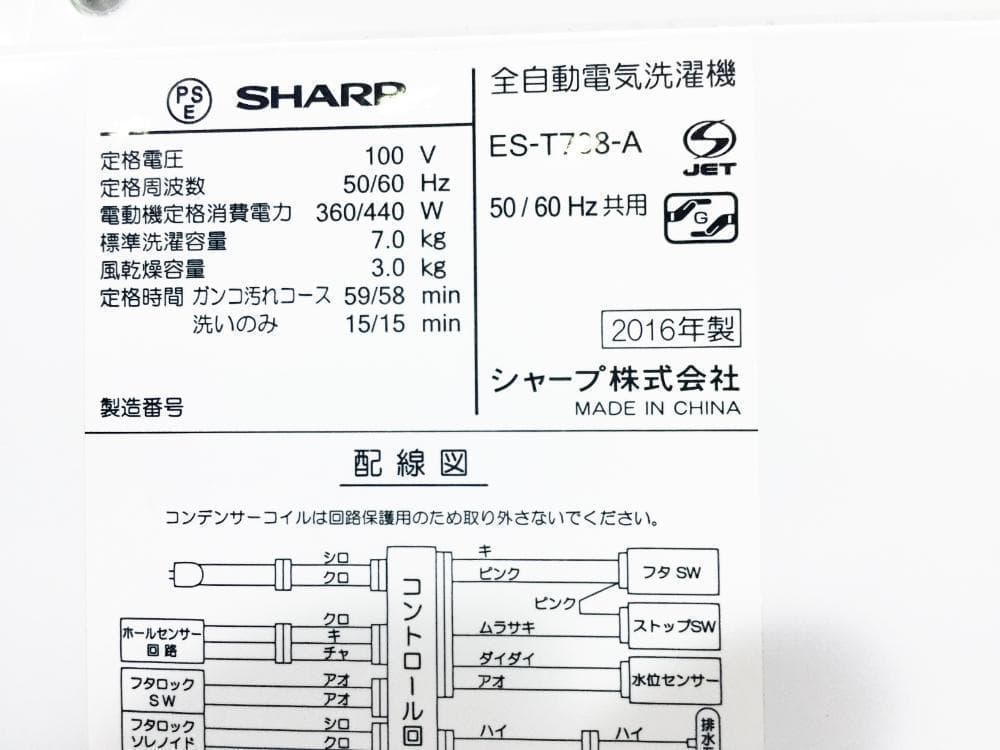 PSE SHARP
定格電圧 100 V
定格周波数 50/60 Hz
電動機定格消費電力 360/440 W
標準洗濯容量 7.0 kg
風乾燥容量 3.0 kg
定格時間 ガンコ汚れコース 59/58 min
洗いのみ 15/15 min
製造番号
全自動電気洗濯機
JET
50/60 Hz共用
G
2016年製
シャープ株式会社
MADE IN CHINA
配線図
コンデンサーコイルは回路保護用のため取り外さないでください。
シロ
クロ
クロ
キ
チャ
ホールセンサー
回路
アオ
アオ
フタロック
SW
シロ
クロ
フタロック
ソレノイド
コントロール回
キ
ピンク
フタSW
ピンク
ムラサキ
ストップSW
ダイダイ
アオ
水位センサー
ハイ
ハイ
排
水